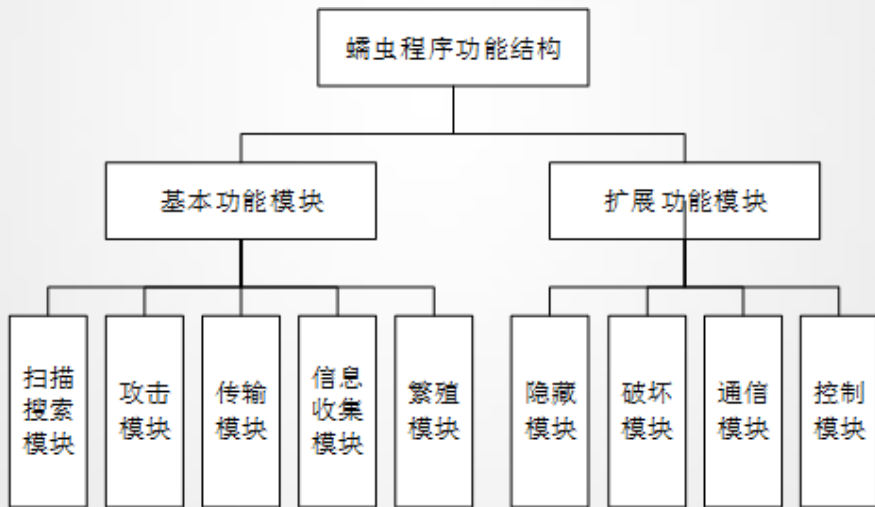 蠕虫程序功能结构
基本功能模块
扩展功能模块
扫描
搜索
模块
攻击
模块
传输
模块
信息
收集
模块
繁殖
模块
隐藏
模块
破坏
模块
通信
模块
控制
模块